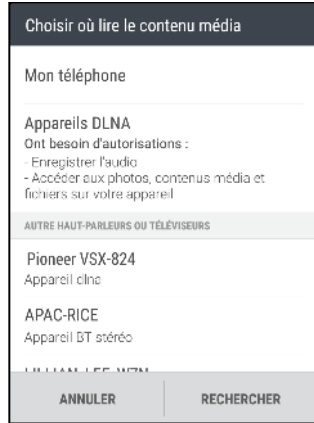 Choisir où lire le contenu média
Mon téléphone
Appareils DLNA
Ont besoin d'autorisations :
- Enregistrer l'audio
- Accéder aux photos, contenus média et
fichiers sur votre appareil
AUTRE HAUT-PARLEURS OU TÉLÉVISEURS
Pioneer VSX-824
Appareil dlna
APAC-RICE
Appareil BT stéréo
ANNULER
RECHERCHER